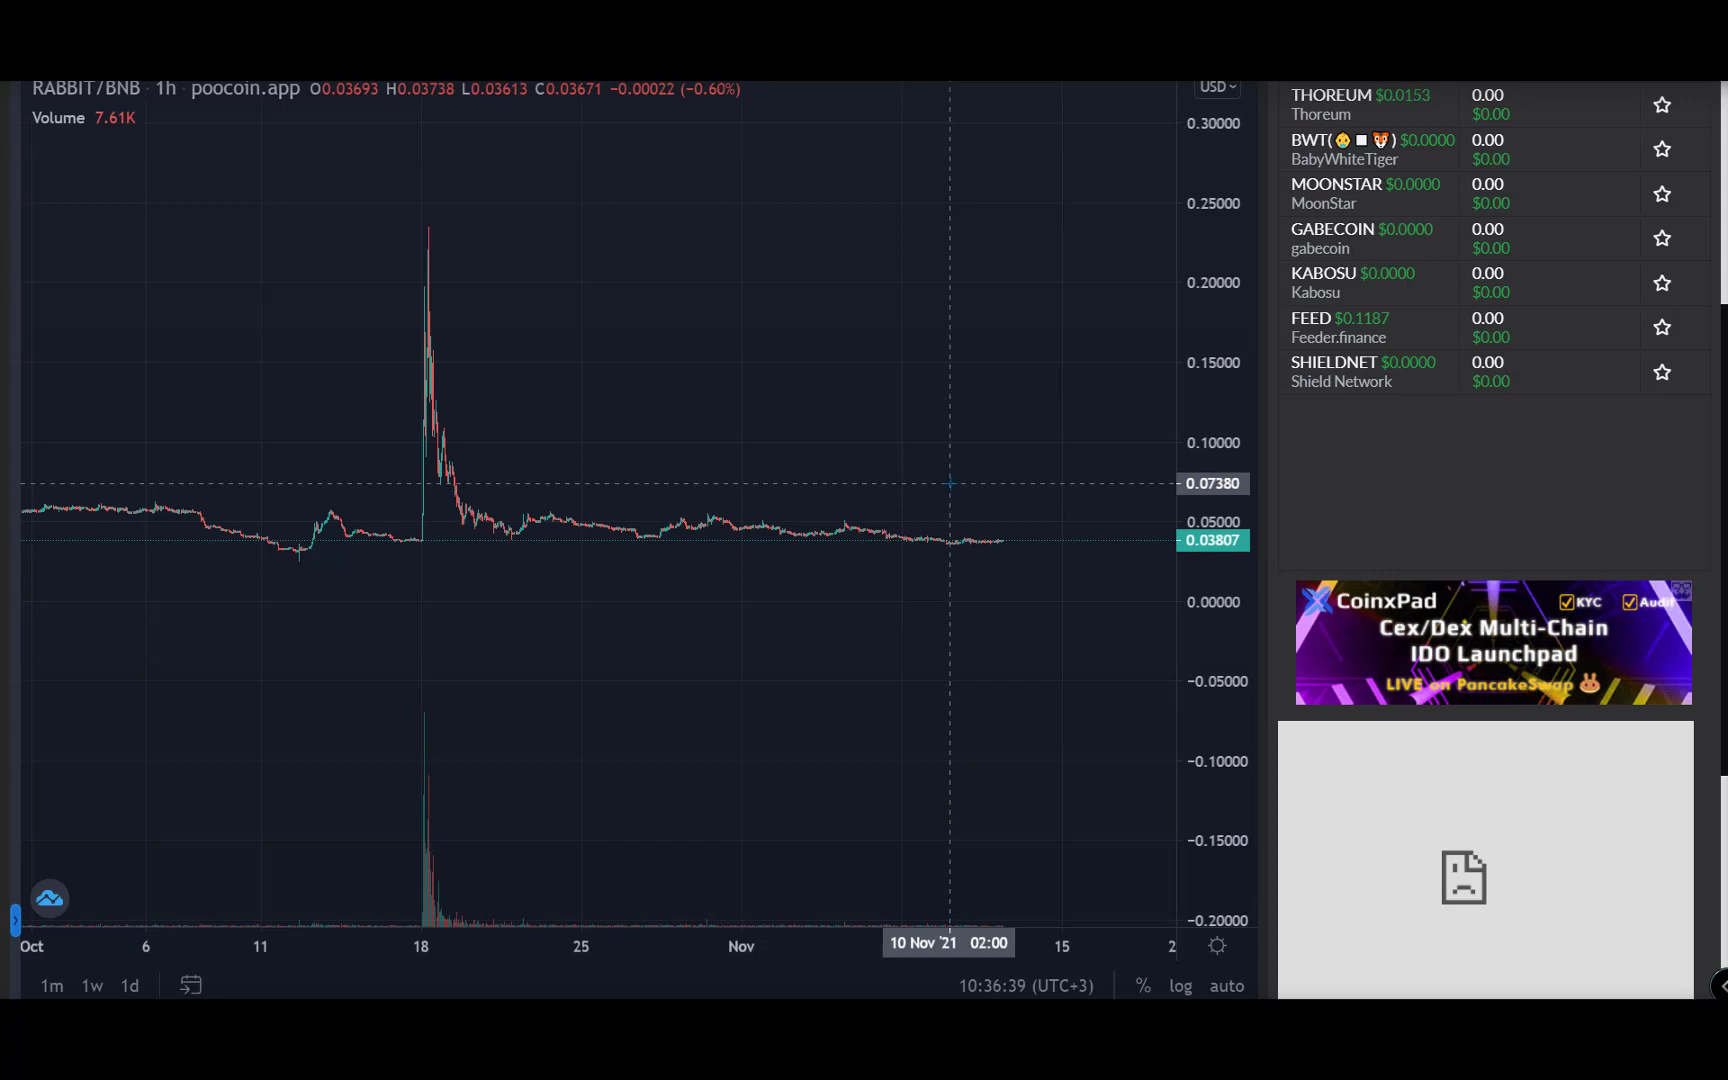 RABBIT/BNB · 1h · poocoin.app O0.03693 H0.03738 L0.03613 C0.03671 −0.00022 (−0.60%)
Volume 7.61K
USD
0.30000
0.25000
0.20000
0.15000
0.10000
0.07380
0.05000
0.03807
0.00000
−0.05000
−0.10000
−0.15000
−0.20000
Oct 6 11 18 25 Nov 10 Nov '21 02:00 15 2
1m 1w 1d 10:36:39 (UTC+3) % log auto
THOREUM $0.0153 0.00
Thoreum $0.00
BWT(👶◻🐯) $0.0000 0.00
BabyWhiteTiger $0.00
MOONSTAR $0.0000 0.00
MoonStar $0.00
GABECOIN $0.0000 0.00
gabecoin $0.00
KABOSU $0.0000 0.00
Kabosu $0.00
FEED $0.1187 0.00
Feeder.finance $0.00
SHIELDNET $0.0000 0.00
Shield Network $0.00
CoinxPad KYC Audit
Cex/Dex Multi-Chain
IDO Launchpad
LIVE on PancakeSwap